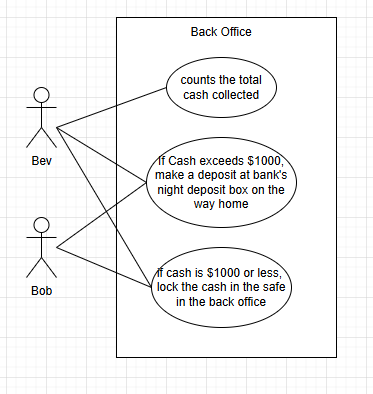 Back Office
counts the total
cash collected
Bev
If Cash exceeds $1000,
make a deposit at bank's
night deposit box on the
way home
Bob
if cash is $1000 or less,
lock the cash in the safe
in the back office